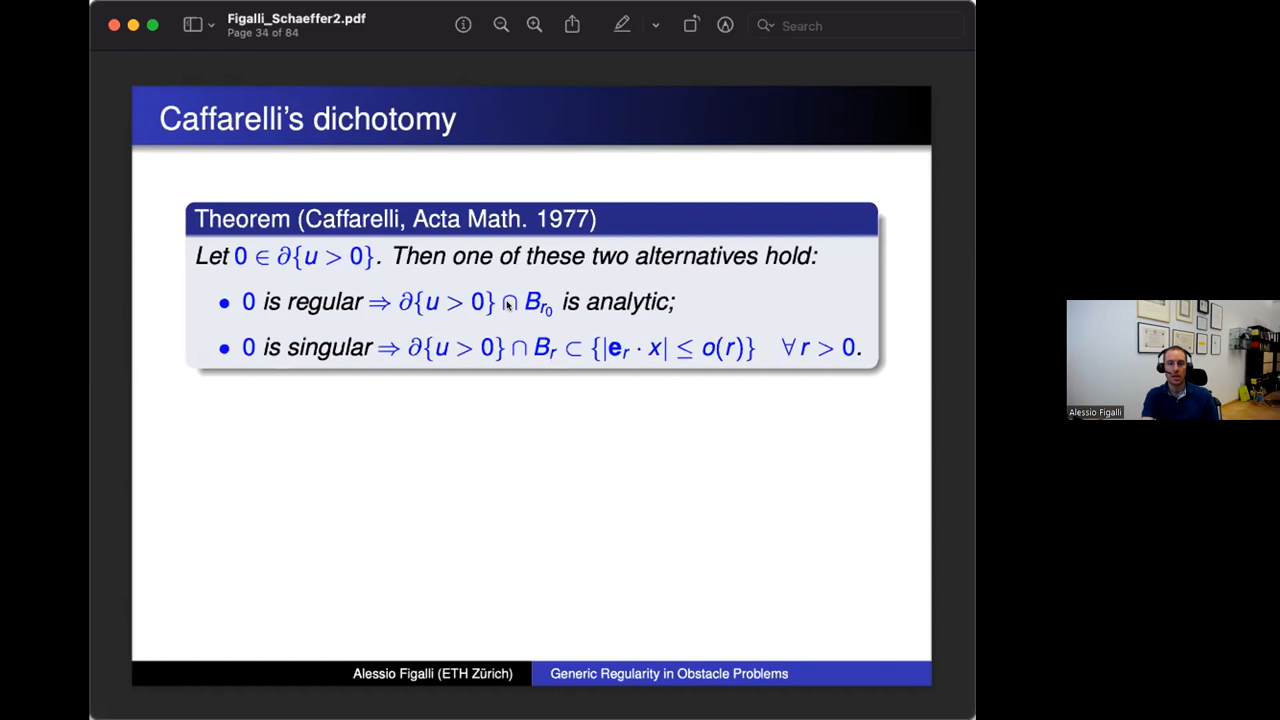 Figalli_Schaeffer2.pdf
Page 34 of 84
Search
Caffarelli's dichotomy
Theorem (Caffarelli, Acta Math. 1977)
Let 0 ∈ ∂{u > 0}. Then one of these two alternatives hold:
• 0 is regular ⇒ ∂{u > 0} ∩ B_{r_0} is analytic;
• 0 is singular ⇒ ∂{u > 0} ∩ B_r ⊂ {|e_r · x| ≤ o(r)} ∀ r > 0.
Alessio Figalli
Alessio Figalli (ETH Zürich) Generic Regularity in Obstacle Problems